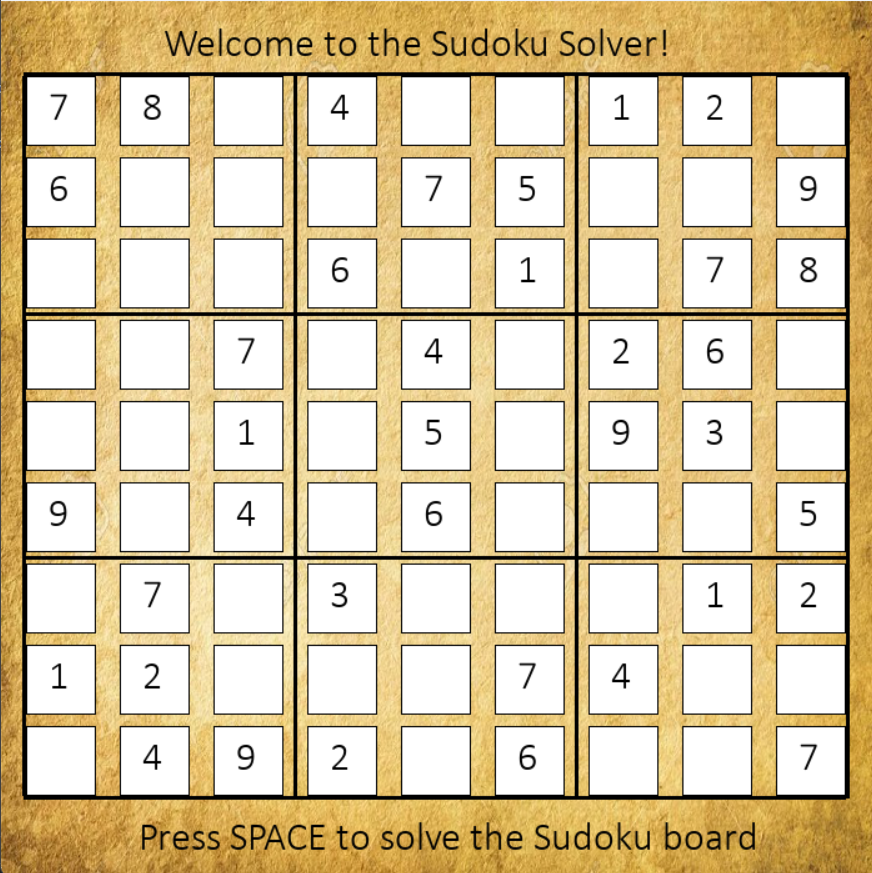 Welcome to the Sudoku Solver!
7 8 4 1 2
6 7 5 9
6 1 7 8
7 4 2 6
1 5 9 3
9 4 6 5
7 3 1 2
1 2 7 4
4 9 2 6 7
Press SPACE to solve the Sudoku board